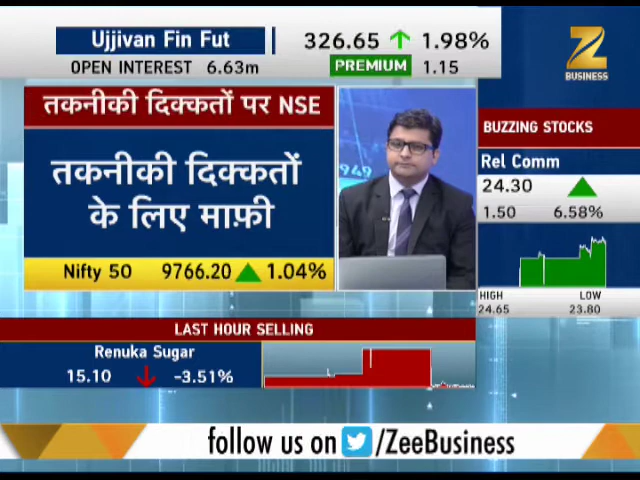 Ujjivan Fin Fut
326.65 1.98%
OPEN INTEREST 6.63m
PREMIUM 1.15
Z
BUSINESS
तकनीकी दिक्कतों पर NSE
तकनीकी दिक्कतों
के लिए माफ़ी
Nifty 50 9766.20 1.04%
949
BUZZING STOCKS
Rel Comm
24.30
1.50 6.58%
HIGH LOW
24.65 23.80
LAST HOUR SELLING
Renuka Sugar
15.10 -3.51%
follow us on /ZeeBusiness